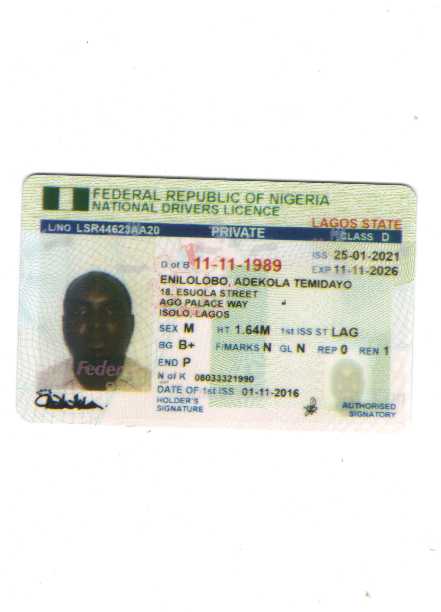 FEDERAL REPUBLIC OF NIGERIA
NATIONAL DRIVERS LICENCE
LAGOS STATE
L/NO LSR44623AA20 PRIVATE CLASS D
D of B 11-11-1989 ISS 25-01-2021
EXP 11-11-2026
ENILOLOBO, ADEKOLA TEMIDAYO
18. ESUOLA STREET
AGO PALACE WAY
ISOLO, LAGOS
SEX M HT 1.64M 1st ISS ST LAG
BG B+ F/MARKS N GL N REP 0 REN 1
END P
Federa
N of K 08033321990
DATE OF 1st ISS 01-11-2016
HOLDER'S
SIGNATURE
AUTHORISED
SIGNATORY